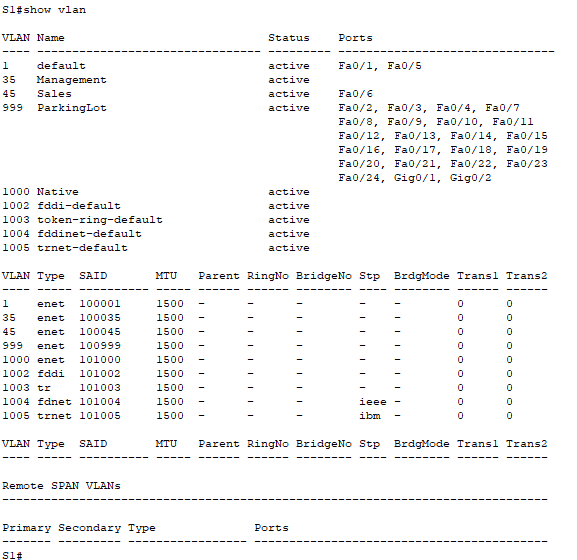 S1#show vlan
VLAN Name                             Status    Ports
---- -------------------------------- --------- -------------------------------
1    default                          active    Fa0/1, Fa0/5
35   Management                       active
45   Sales                            active    Fa0/6
999  ParkingLot                       active    Fa0/2, Fa0/3, Fa0/4, Fa0/7
                                                Fa0/8, Fa0/9, Fa0/10, Fa0/11
                                                Fa0/12, Fa0/13, Fa0/14, Fa0/15
                                                Fa0/16, Fa0/17, Fa0/18, Fa0/19
                                                Fa0/20, Fa0/21, Fa0/22, Fa0/23
                                                Fa0/24, Gig0/1, Gig0/2
1000 Native                           active
1002 fddi-default                     active
1003 token-ring-default               active
1004 fddinet-default                  active
1005 trnet-default                    active
VLAN Type  SAID       MTU   Parent RingNo BridgeNo Stp  BrdgMode Trans1 Trans2
---- ----- ---------- ----- ------ ------ -------- ---- -------- ------ ------
1    enet  100001     1500  -      -      -        -    -        0      0
35   enet  100035     1500  -      -      -        -    -        0      0
45   enet  100045     1500  -      -      -        -    -        0      0
999  enet  100999     1500  -      -      -        -    -        0      0
1000 enet  101000     1500  -      -      -        -    -        0      0
1002 fddi  101002     1500  -      -      -        -    -        0      0
1003 tr    101003     1500  -      -      -        -    -        0      0
1004 fdnet 101004     1500  -      -      -        ieee -        0      0
1005 trnet 101005     1500  -      -      -        ibm  -        0      0
VLAN Type  SAID       MTU   Parent RingNo BridgeNo Stp  BrdgMode Trans1 Trans2
---- ----- ---------- ----- ------ ------ -------- ---- -------- ------ ------
Remote SPAN VLANs
------------------------------------------------------------------------------
Primary Secondary Type              Ports
------- --------- ----------------- ------------------------------------------
S1#